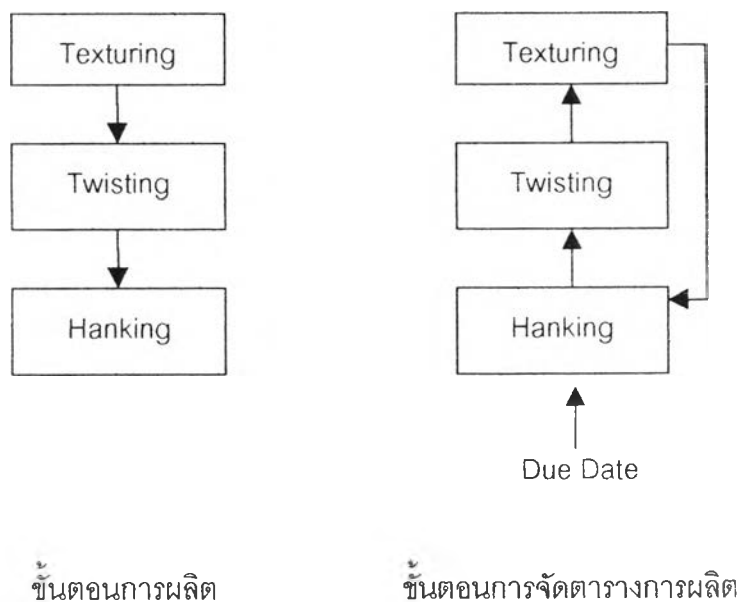 Texturing
Twisting
Hanking
ขั้นตอนการผลิต
Texturing
Twisting
Hanking
Due Date
ขั้นตอนการจัดตารางการผลิต